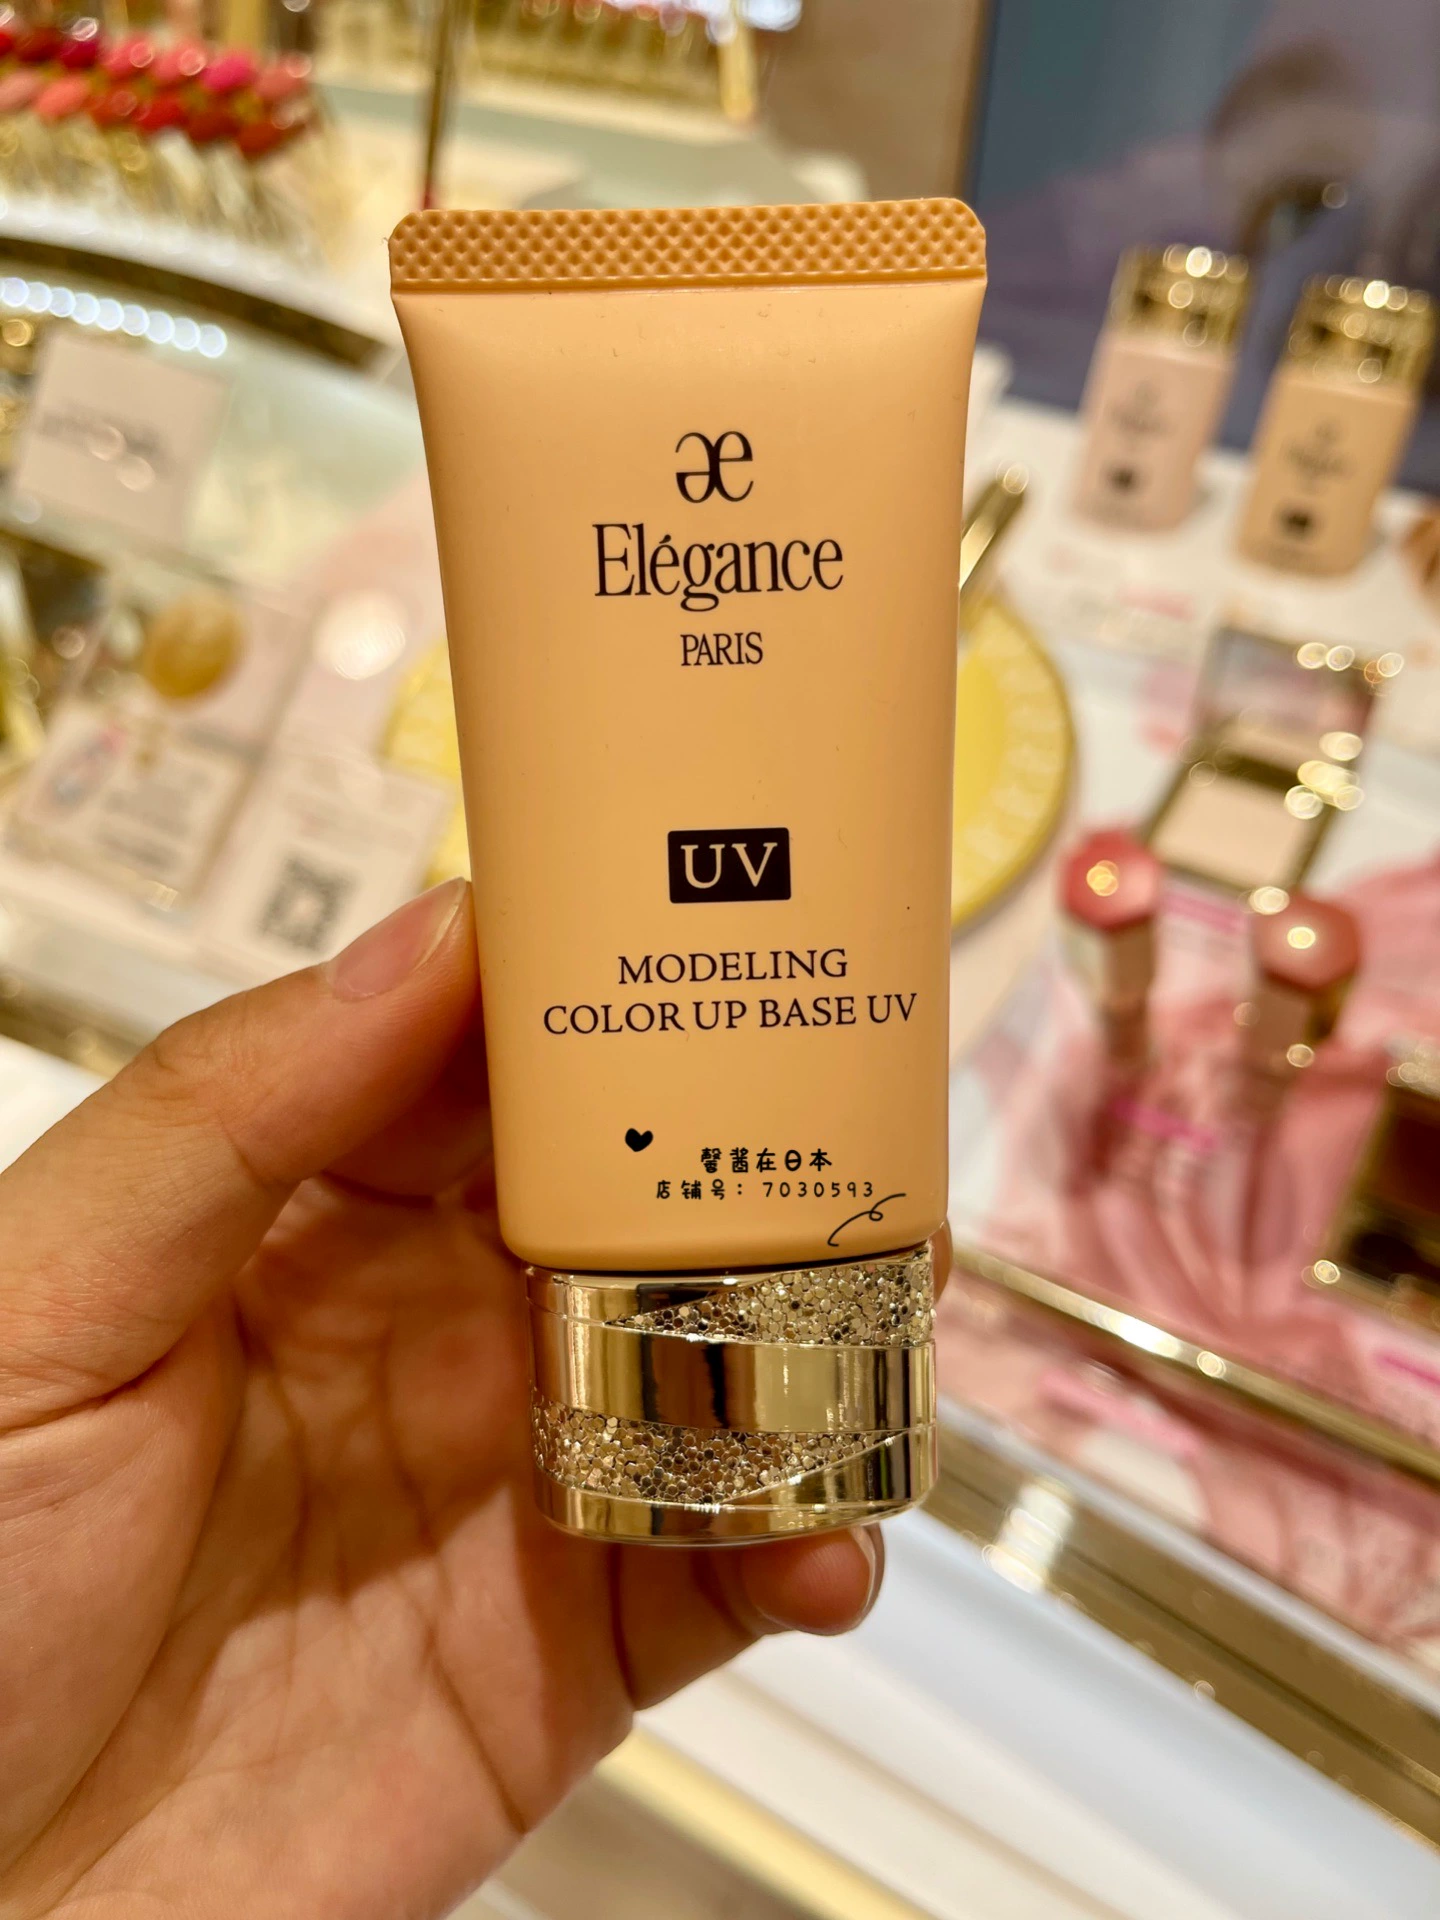 Elégance
PARIS
UV
MODELING
COLOR UP BASE UV
馨酱在日本
店铺号: 7030593